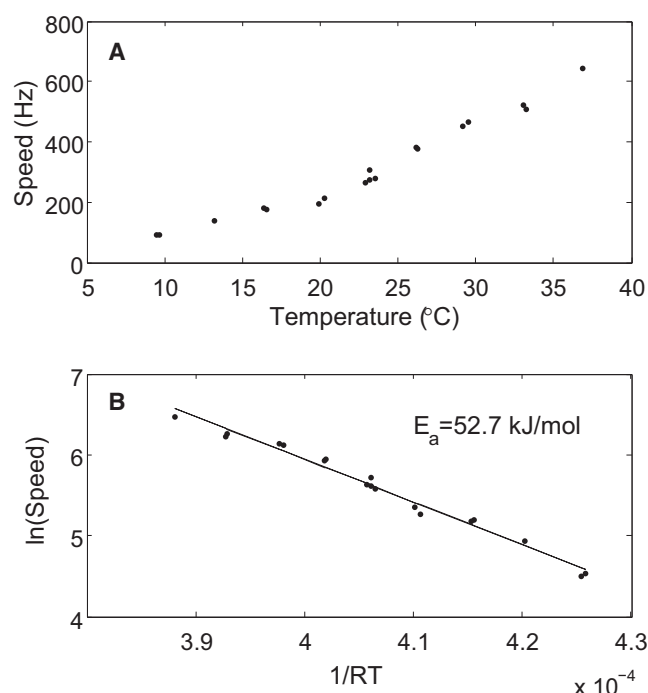 800
A
600
400
200
0
Speed (Hz)
5 10 15 20 25 30 35 40
Temperature (°C)
7
B
Ea=52.7 kJ/mol
6
5
4
ln(Speed)
3.9 4 4.1 4.2 4.3
1/RT
x 10⁻⁴